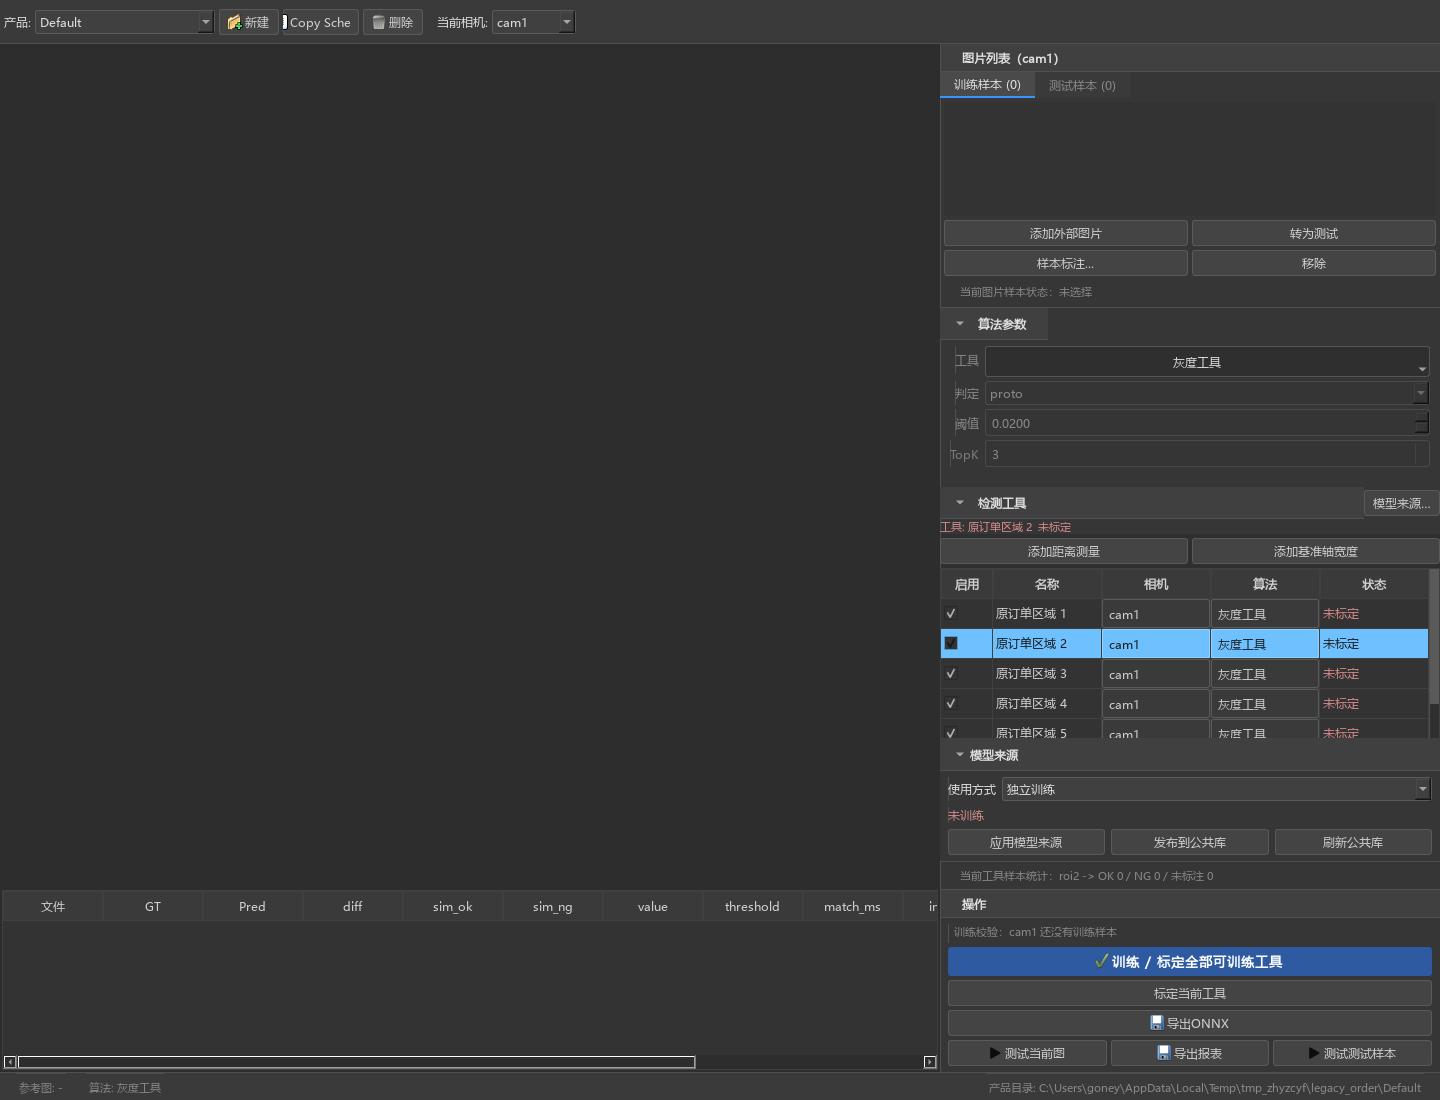 产品: Default 新建 Copy Sche 删除 当前相机: cam1
图片列表（cam1）
训练样本 (0) 测试样本 (0)
添加外部图片 转为测试
样本标注... 移除
当前图片样本状态：未选择
算法参数
工具 灰度工具
判定 proto
阈值 0.0200
TopK 3
检测工具 模型来源...
工具: 原订单区域 2 未标定
添加距离测量 添加基准轴宽度
启用 名称 相机 算法 状态
原订单区域 1 cam1 灰度工具 未标定
原订单区域 2 cam1 灰度工具 未标定
原订单区域 3 cam1 灰度工具 未标定
原订单区域 4 cam1 灰度工具 未标定
原订单区域 5 cam1 灰度工具 未标定
模型来源
使用方式 独立训练
未训练
应用模型来源 发布到公共库 刷新公共库
当前工具样本统计：roi2 -> OK 0 / NG 0 / 未标注 0
文件 GT Pred diff sim_ok sim_ng value threshold match_ms
操作
训练校验：cam1 还没有训练样本
训练 / 标定全部可训练工具
标定当前工具
导出ONNX
测试当前图 导出报表 测试测试样本
参考图: - 算法: 灰度工具 产品目录: C:\Users\goney\AppData\Local\Temp\tmp_zhyzcyf\legacy_order\Default